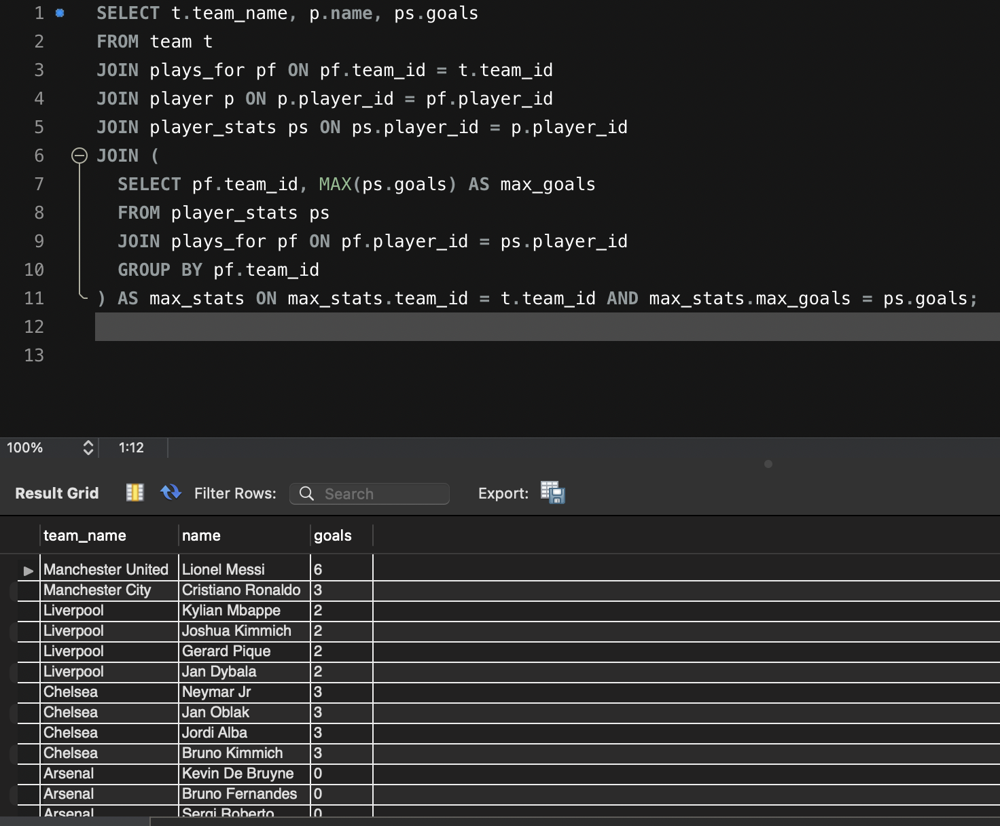 1 SELECT t.team_name, p.name, ps.goals
2 FROM team t
3 JOIN plays_for pf ON pf.team_id = t.team_id
4 JOIN player p ON p.player_id = pf.player_id
5 JOIN player_stats ps ON ps.player_id = p.player_id
6 JOIN (
7 SELECT pf.team_id, MAX(ps.goals) AS max_goals
8 FROM player_stats ps
9 JOIN plays_for pf ON pf.player_id = ps.player_id
10 GROUP BY pf.team_id
11 ) AS max_stats ON max_stats.team_id = t.team_id AND max_stats.max_goals = ps.goals;
12
13
100% 1:12
Result Grid Filter Rows: Search Export:
team_name name goals
Manchester United Lionel Messi 6
Manchester City Cristiano Ronaldo 3
Liverpool Kylian Mbappe 2
Liverpool Joshua Kimmich 2
Liverpool Gerard Pique 2
Liverpool Jan Dybala 2
Chelsea Neymar Jr 3
Chelsea Jan Oblak 3
Chelsea Jordi Alba 3
Chelsea Bruno Kimmich 3
Arsenal Kevin De Bruyne 0
Arsenal Bruno Fernandes 0
Arsenal Sergi Roberto 0